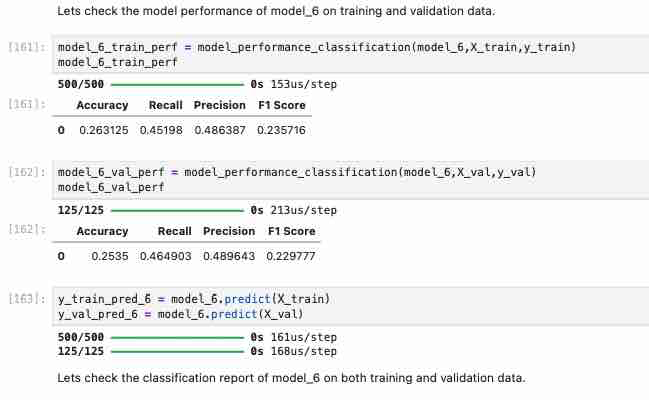 Lets check the model performance of model_6 on training and validation data.
[161]: model_6_train_perf = model_performance_classification(model_6,X_train,y_train)
model_6_train_perf
500/500 0s 153us/step
[161]: Accuracy Recall Precision F1 Score
0 0.263125 0.45198 0.486387 0.235716
[162]: model_6_val_perf = model_performance_classification(model_6,X_val,y_val)
model_6_val_perf
125/125 0s 213us/step
[162]: Accuracy Recall Precision F1 Score
0 0.2535 0.464903 0.489643 0.229777
[163]: y_train_pred_6 = model_6.predict(X_train)
y_val_pred_6 = model_6.predict(X_val)
500/500 0s 161us/step
125/125 0s 168us/step
Lets check the classification report of model_6 on both training and validation data.